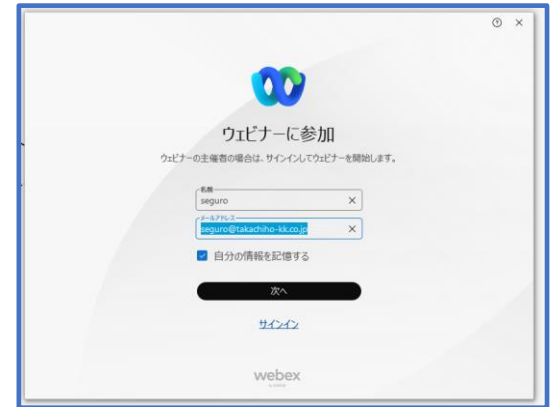 ウェビナーに参加
ウェビナーの主催者の場合は、サインインしてウェビナーを開始します。
名前
seguro
メールアドレス
seguro@takachiho-kk.co.jp
自分の情報を記憶する
次へ
サインイン
webex